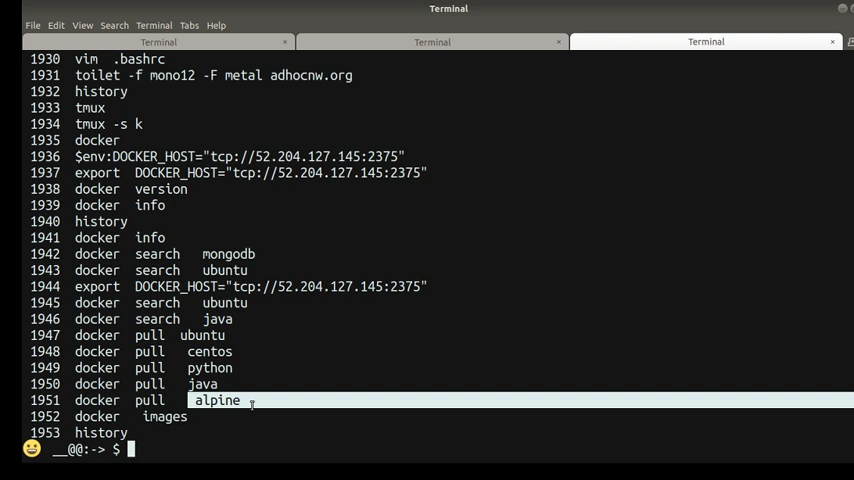 Terminal
File Edit View Search Terminal Tabs Help
Terminal × Terminal × Terminal ×
1930 vim .bashrc
1931 toilet -f mono12 -F metal adhocnw.org
1932 history
1933 tmux
1934 tmux -s k
1935 docker
1936 $env:DOCKER_HOST="tcp://52.204.127.145:2375"
1937 export DOCKER_HOST="tcp://52.204.127.145:2375"
1938 docker version
1939 docker info
1940 history
1941 docker info
1942 docker search mongodb
1943 docker search ubuntu
1944 export DOCKER_HOST="tcp://52.204.127.145:2375"
1945 docker search ubuntu
1946 docker search java
1947 docker pull ubuntu
1948 docker pull centos
1949 docker pull python
1950 docker pull java
1951 docker pull alpine
1952 docker images
1953 history
😀 __@@:-> $